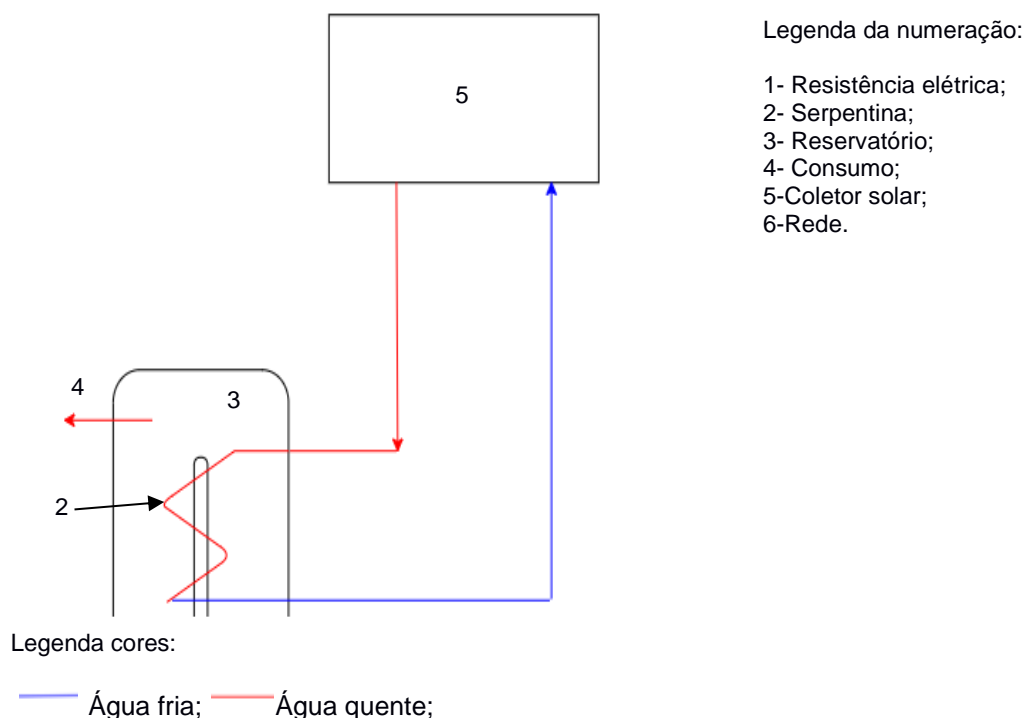 Legenda da numeração:
1- Resistência elétrica;
2- Serpentina;
3- Reservatório;
4- Consumo;
5-Coletor solar;
6-Rede.
5
4
3
2
Legenda cores:
Água fria; Água quente;